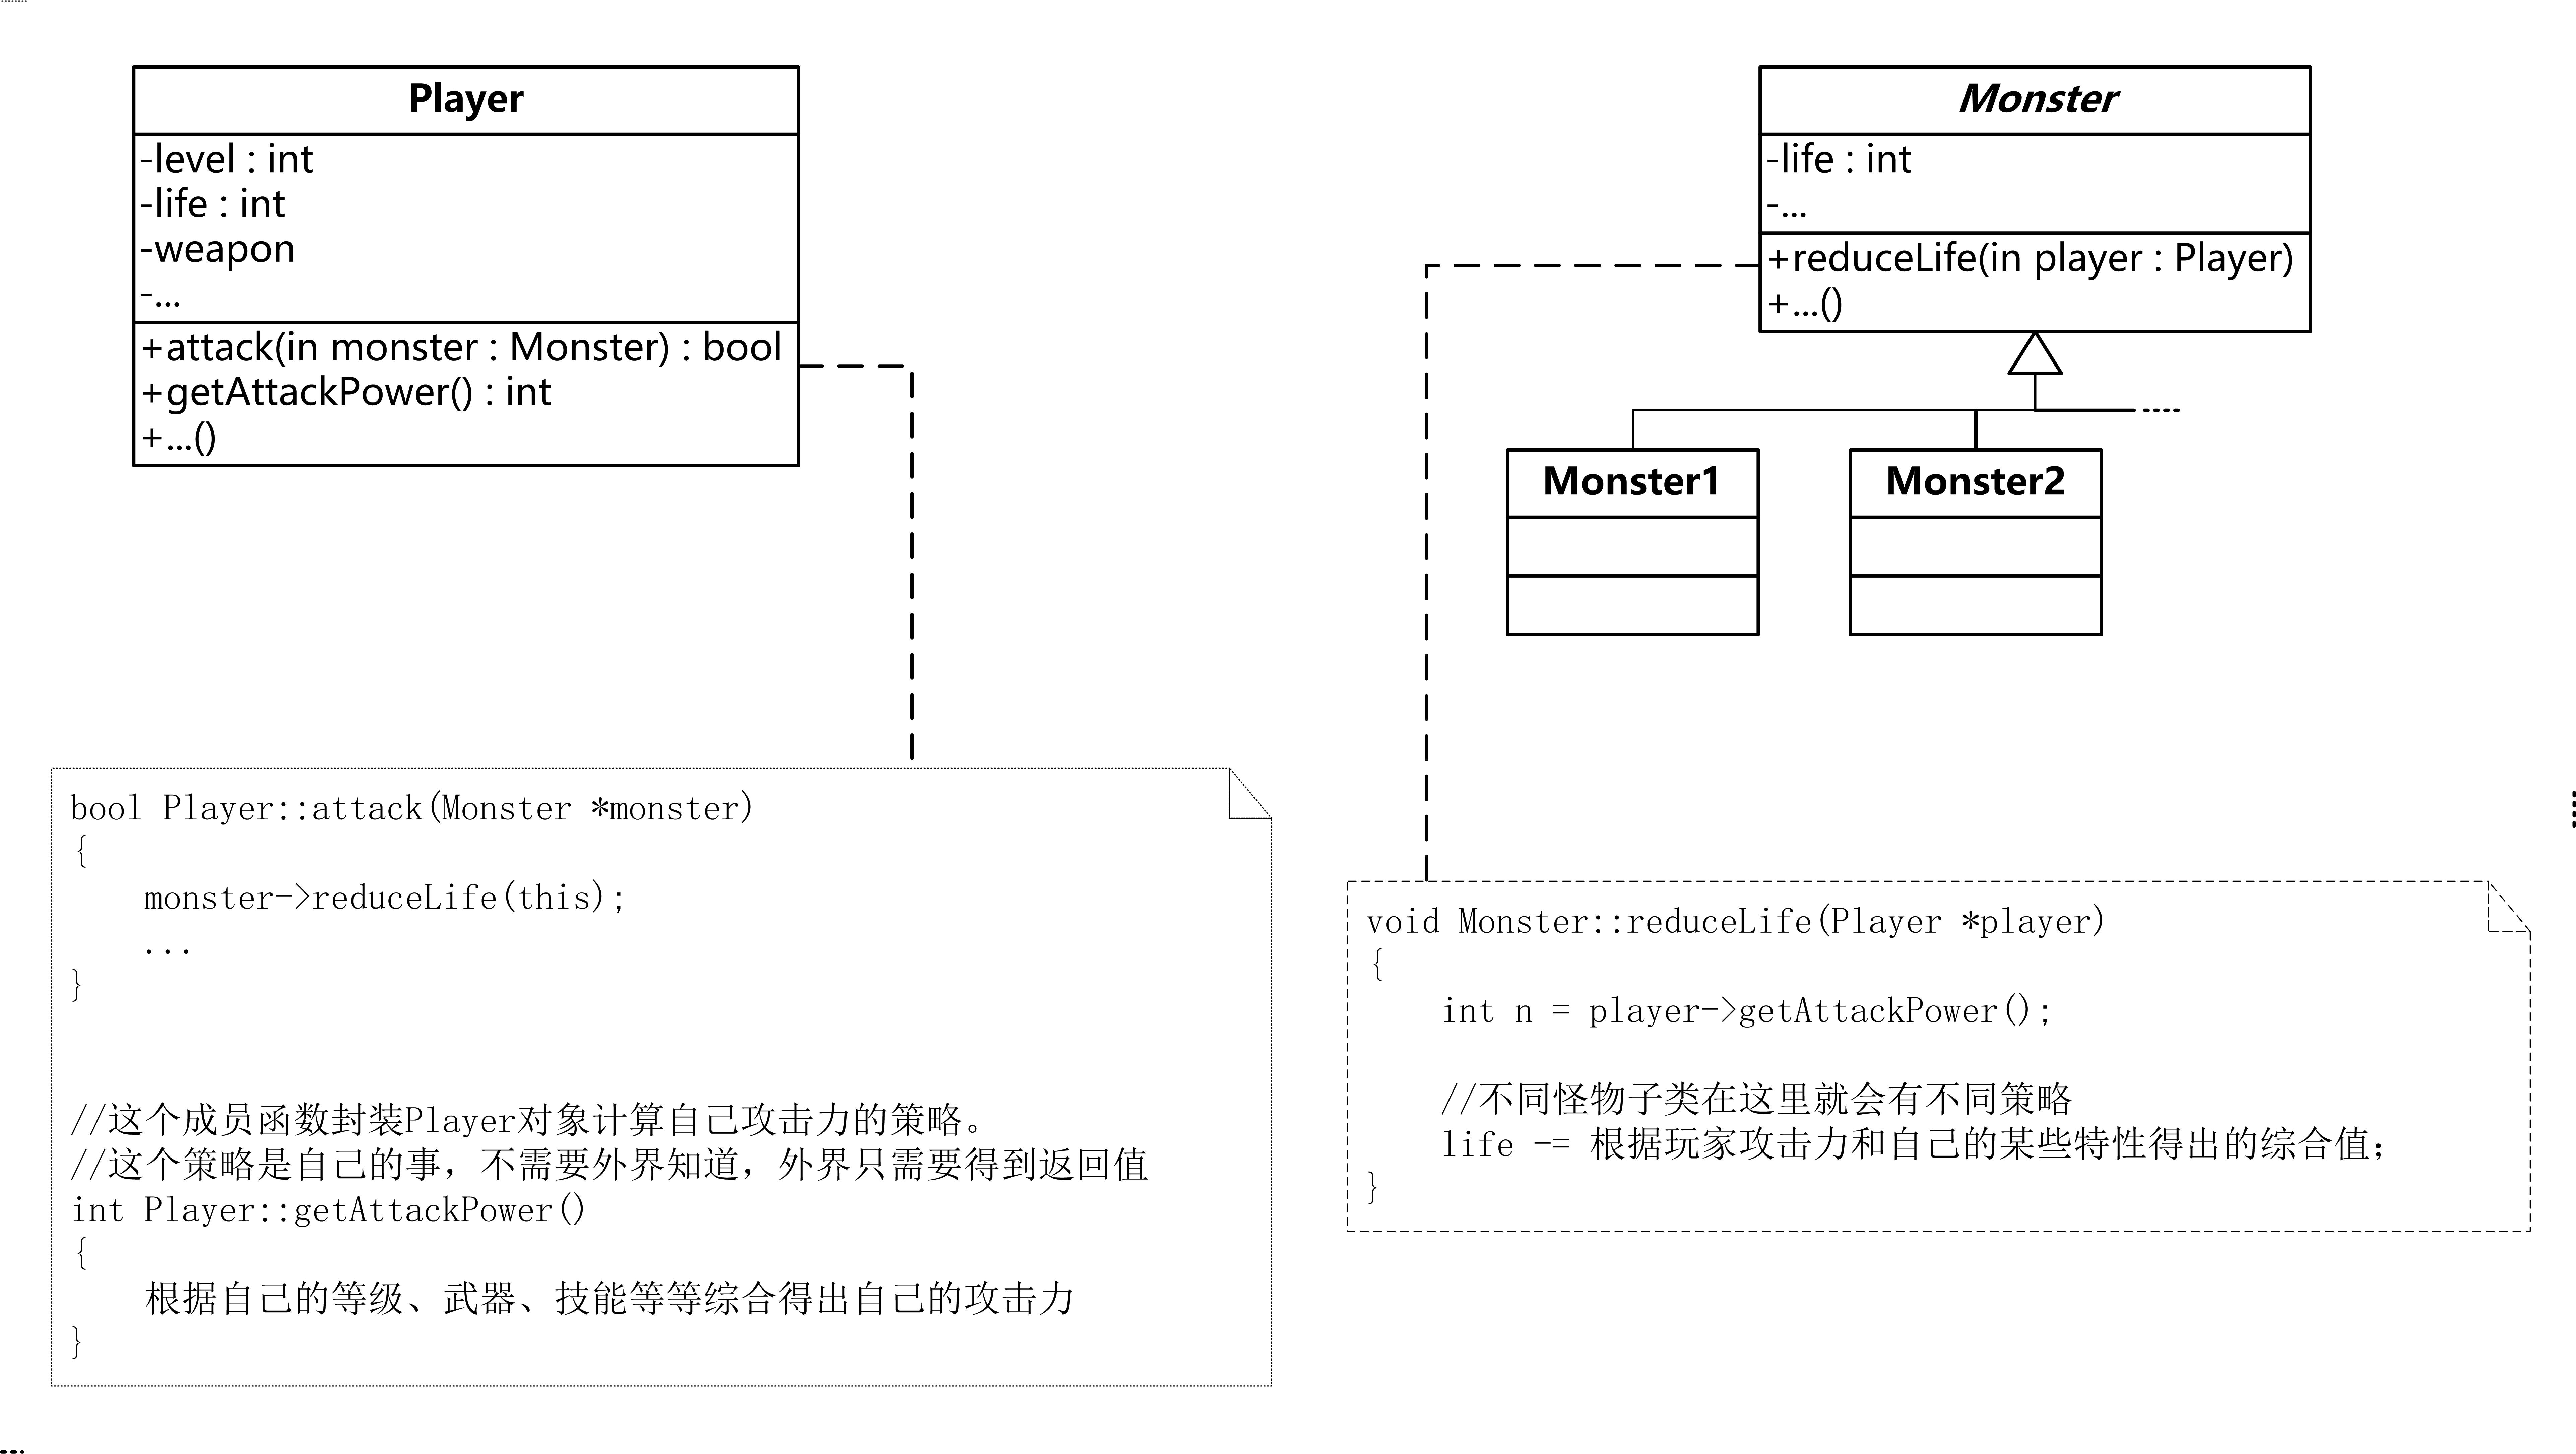 Player
-level : int
-life : int
-weapon
-...
+attack(in monster : Monster) : bool
+getAttackPower() : int
+...()
Monster
-life : int
-...
+reduceLife(in player : Player)
+...()
Monster1
Monster2
bool Player::attack(Monster *monster)
{
    monster->reduceLife(this);
    ...
}
//这个成员函数封装Player对象计算自己攻击力的策略。
//这个策略是自己的事，不需要外界知道，外界只需要得到返回值
int Player::getAttackPower()
{
    根据自己的等级、武器、技能等等综合得出自己的攻击力
}
void Monster::reduceLife(Player *player)
{
    int n = player->getAttackPower();
    //不同怪物子类在这里就会有不同策略
    life -= 根据玩家攻击力和自己的某些特性得出的综合值；
}